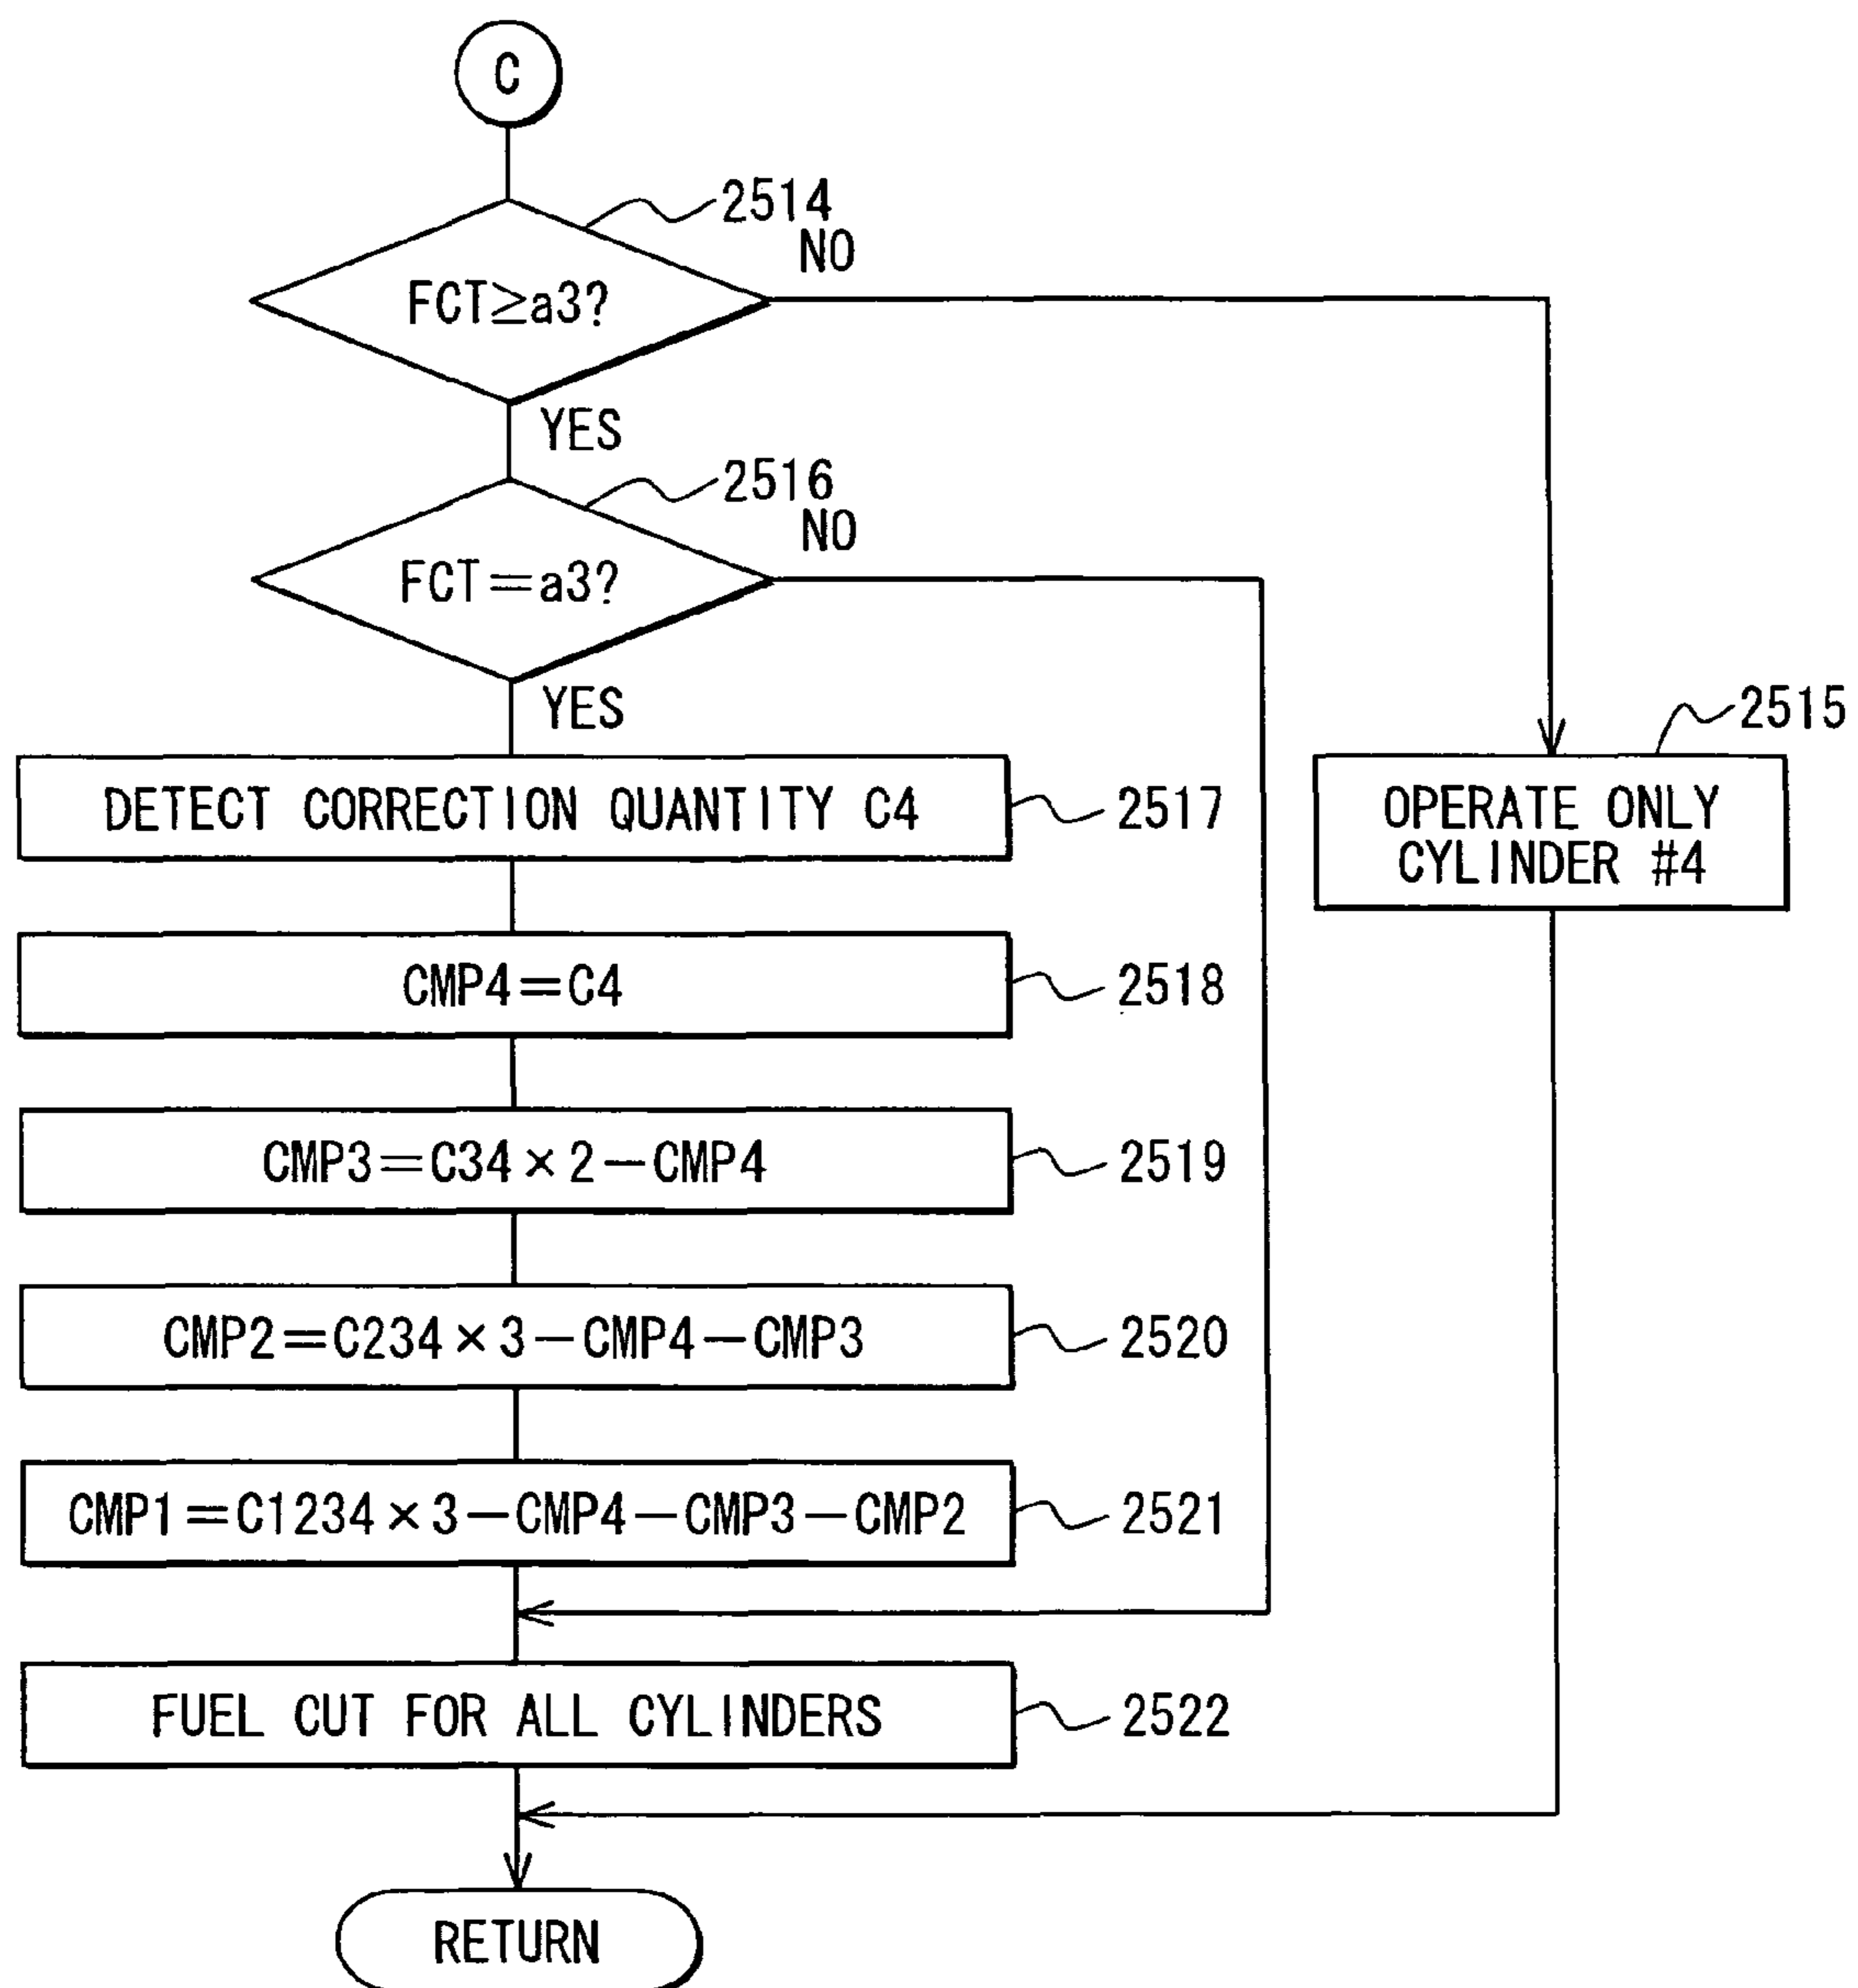 C
2514
NO
FCT≧a3?
YES
2516
NO
FCT=a3?
YES
DETECT CORRECTION QUANTITY C4
2517
2515
OPERATE ONLY
CYLINDER #4
CMP4=C4
2518
CMP3=C34×2-CMP4
2519
CMP2=C234×3-CMP4-CMP3
2520
CMP1=C1234×3-CMP4-CMP3-CMP2
2521
FUEL CUT FOR ALL CYLINDERS
2522
RETURN